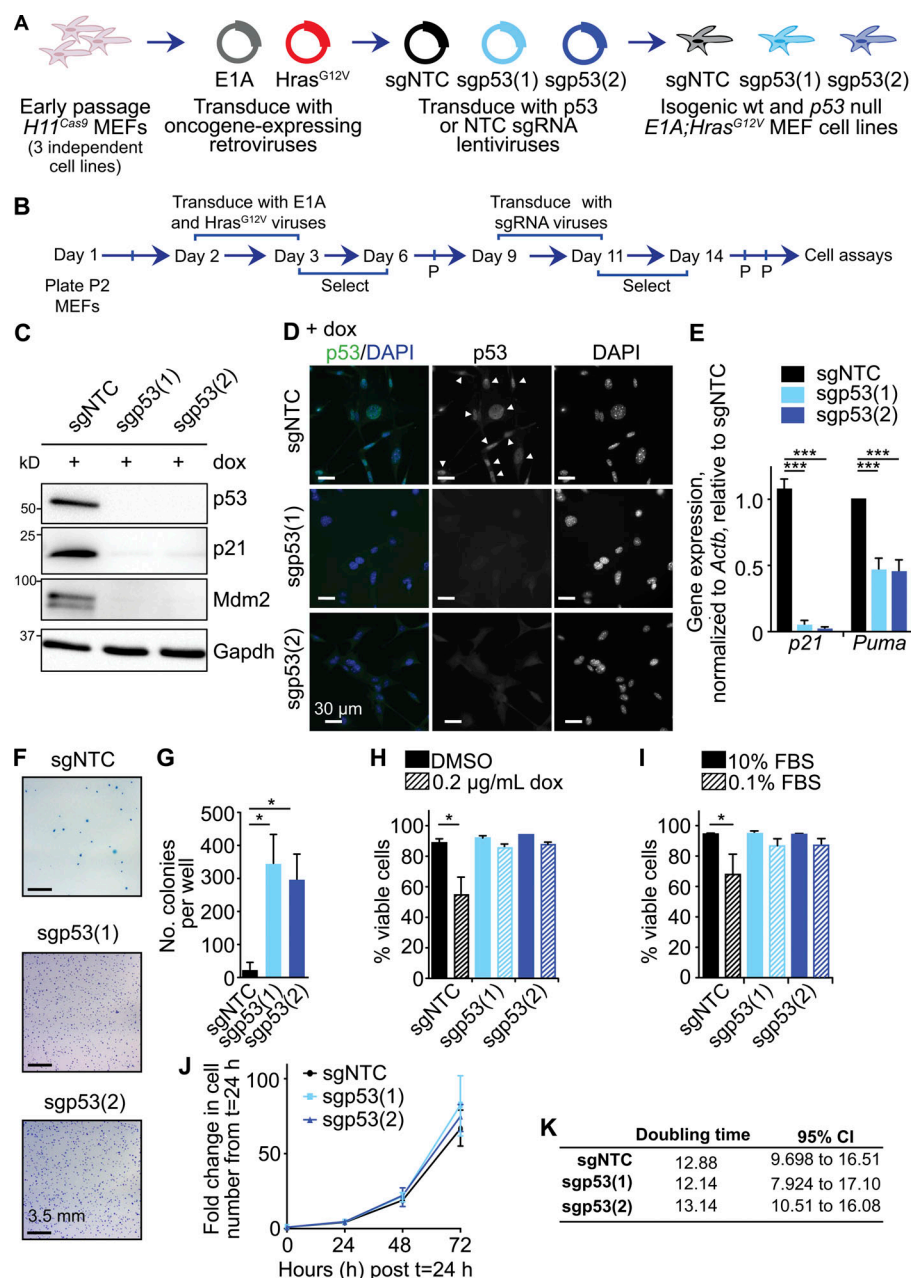 A
E1A
Hras^G12V
sgNTC sgp53(1) sgp53(2)
sgNTC sgp53(1) sgp53(2)
Early passage
H11^Cas9 MEFs
(3 independent
cell lines)
Transduce with
oncogene-expressing
retroviruses
Transduce with p53
or NTC sgRNA
lentiviruses
Isogenic wt and p53 null
E1A;Hras^G12V MEF cell lines
B
Transduce with E1A
and Hras^G12V viruses
Transduce with
sgRNA viruses
Day 1
Day 2
Day 3
Day 6
P
Day 9
Day 11
Day 14
P P
Cell assays
Plate P2
MEFs
Select
Select
C
sgNTC
sgp53(1)
sgp53(2)
kD + + + dox
50 p53
25 p21
100 Mdm2
37 Gapdh
D + dox
p53/DAPI p53 DAPI
sgNTC
sgp53(1)
sgp53(2)
30 µm
E
sgNTC
sgp53(1)
sgp53(2)
Gene expression,
normalized to Actb, relative to sgNTC
*** ***
*** ***
1.0
0.5
0
p21 Puma
F
sgNTC
sgp53(1)
sgp53(2)
3.5 mm
G
No. colonies
per well
500
400
300
200
100
0
*
*
sgNTC
sgp53(1)
sgp53(2)
H
DMSO
0.2 µg/mL dox
% viable cells
100
80
60
40
20
0
*
sgNTC
sgp53(1)
sgp53(2)
I
10% FBS
0.1% FBS
% viable cells
100
80
60
40
20
0
*
sgNTC
sgp53(1)
sgp53(2)
J
Fold change in cell
number from t=24 h
100
50
0
sgNTC
sgp53(1)
sgp53(2)
0 24 48 72
Hours (h) post t=24 h
K
Doubling time 95% CI
sgNTC 12.88 9.698 to 16.51
sgp53(1) 12.14 7.924 to 17.10
sgp53(2) 13.14 10.51 to 16.08